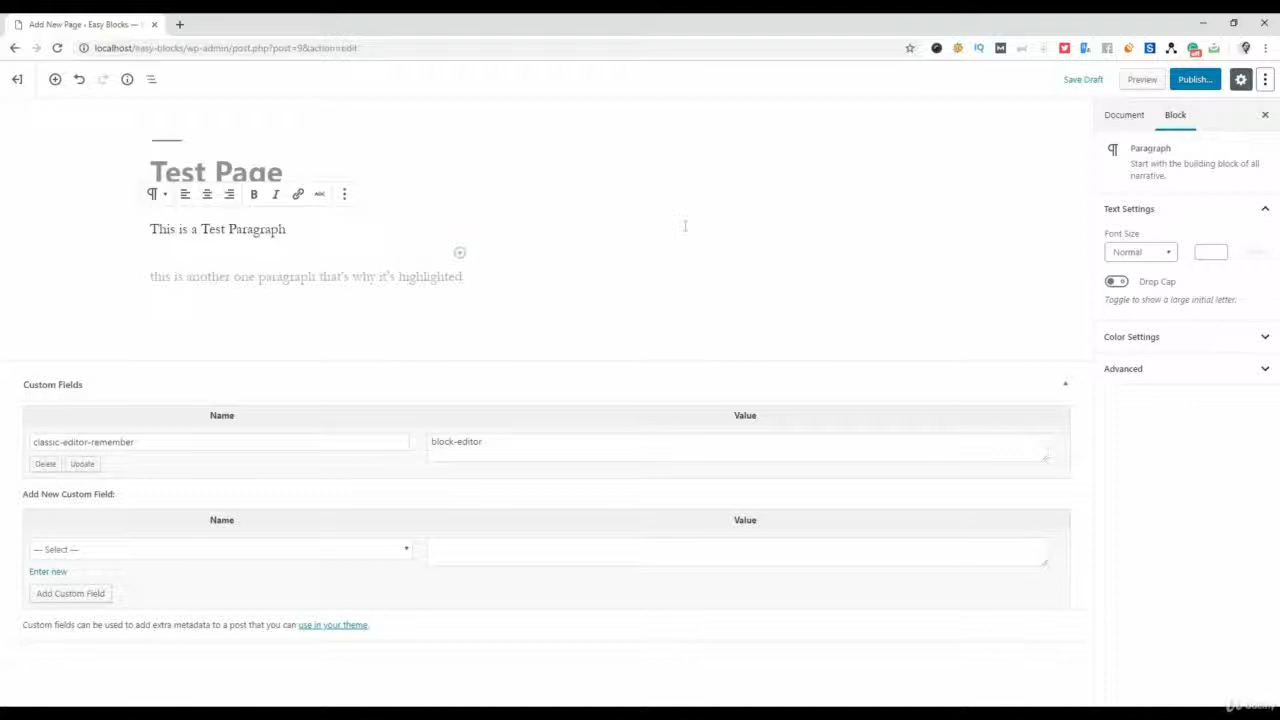 Add New Page ‹ Easy Blocks —
localhost/easy-blocks/wp-admin/post.php?post=9&action=edit
Save Draft
Preview
Publish...
Document
Block
Paragraph
Start with the building block of all
narrative.
Test Page
B I ABC
This is a Test Paragraph
this is another one paragraph that's why it's highlighted
Text Settings
Font Size
Normal
Drop Cap
Toggle to show a large initial letter.
Color Settings
Advanced
Custom Fields
Name Value
classic-editor-remember block-editor
Delete Update
Add New Custom Field:
Name Value
— Select —
Enter new
Add Custom Field
Custom fields can be used to add extra metadata to a post that you can use in your theme.